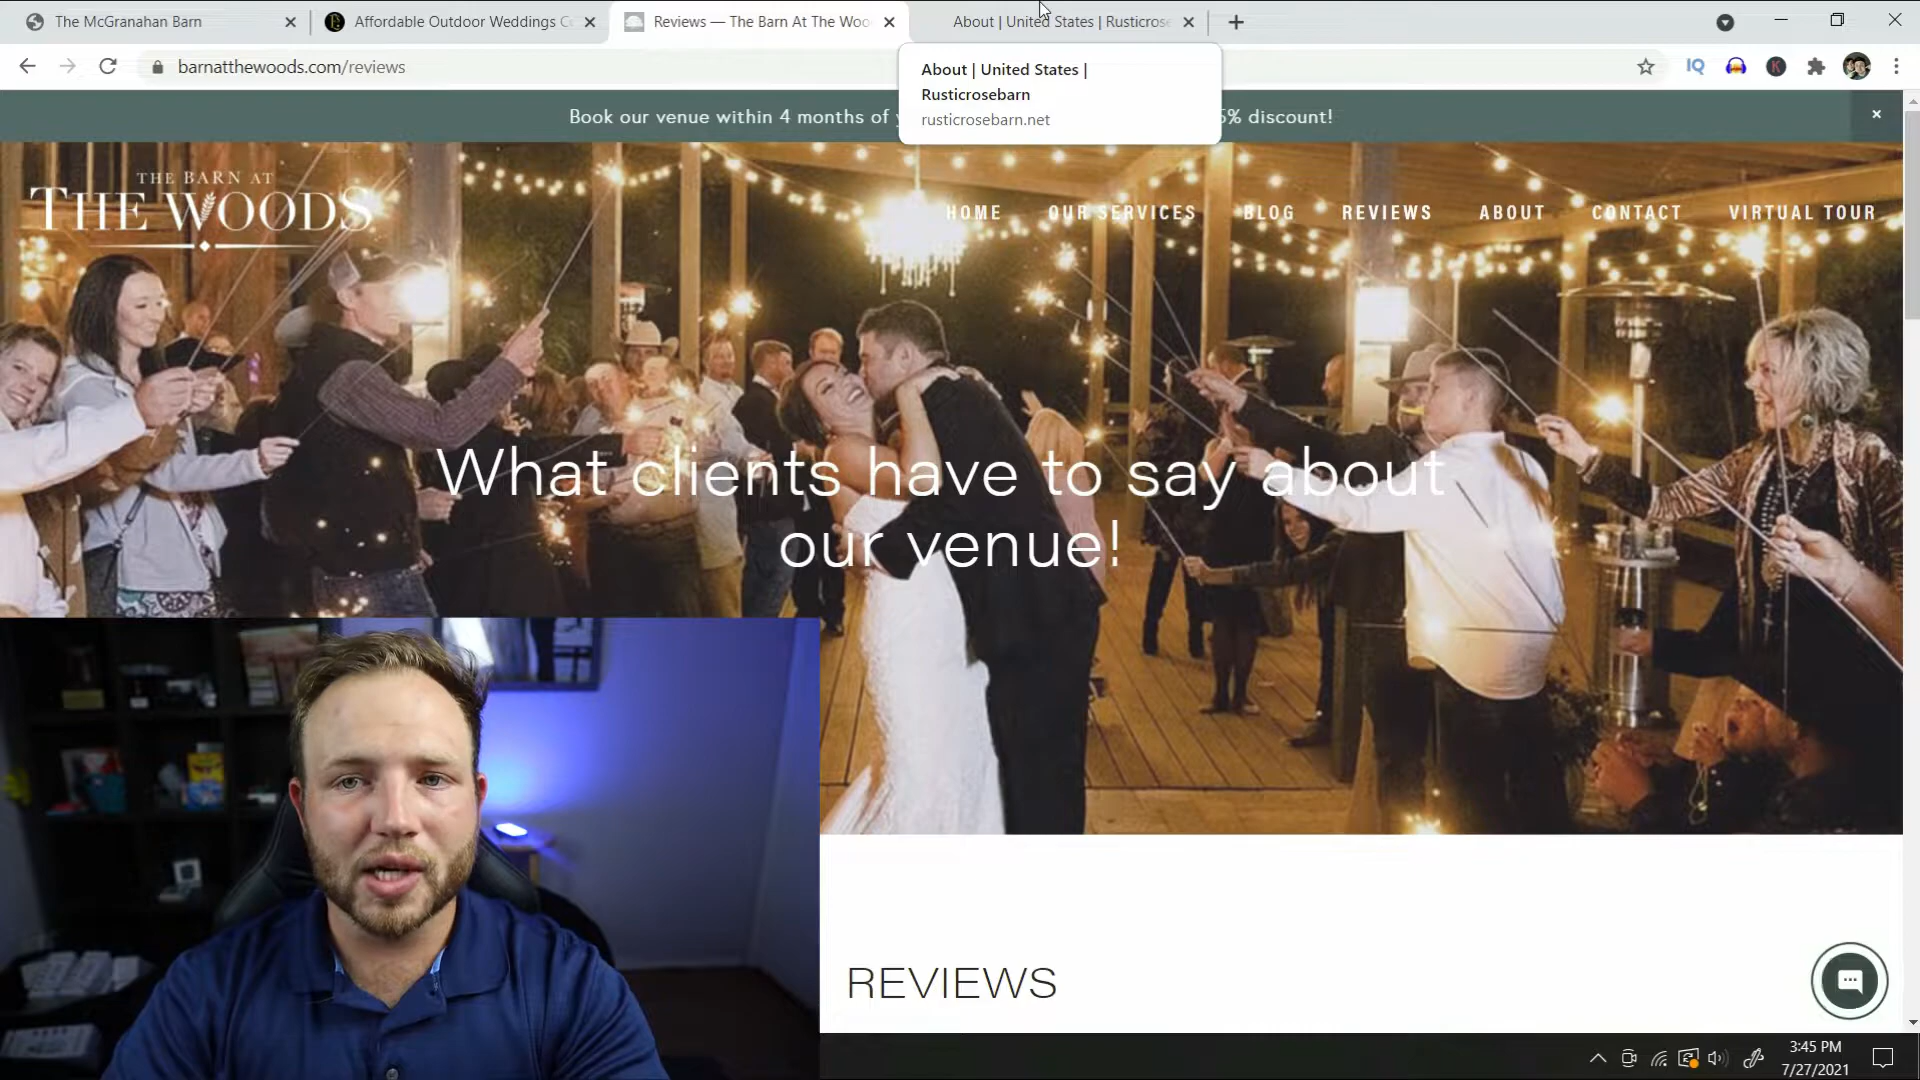 The McGranahan Barn
Affordable Outdoor Weddings C
Reviews — The Barn At The Woo
About | United States | Rusticrose
barnatthewoods.com/reviews
IQ
K
About | United States |
Rusticrosebarn
rusticrosebarn.net
Book our venue within 4 months of
5% discount!
THE BARN AT
THE WOODS
HOME
OUR SERVICES
BLOG
REVIEWS
ABOUT
CONTACT
VIRTUAL TOUR
What clients have to say about
our venue!
REVIEWS
3:45 PM
7/27/2021